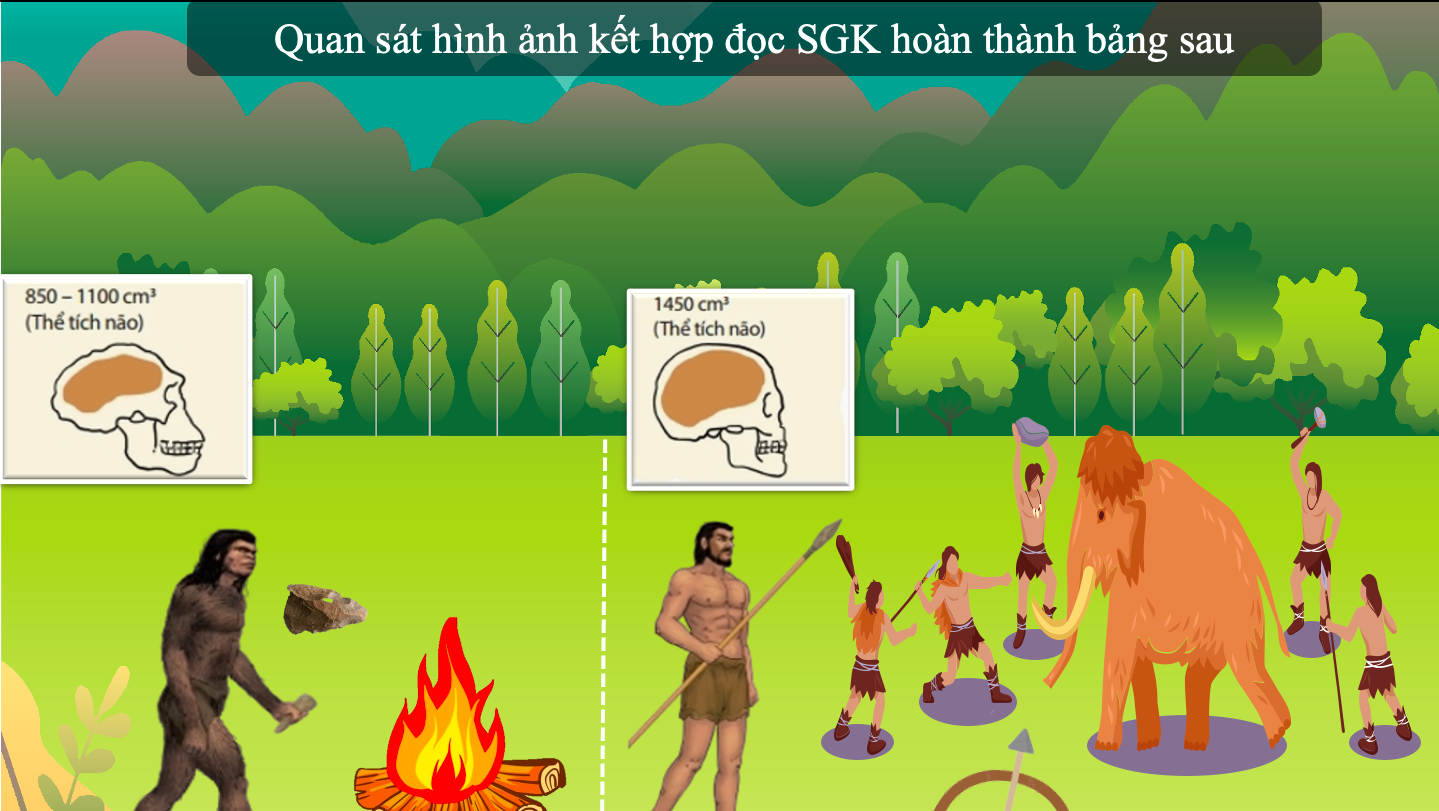 Quan sát hình ảnh kết hợp đọc SGK hoàn thành bảng sau
850 – 1100 cm³
(Thể tích não)
1450 cm³
(Thể tích não)